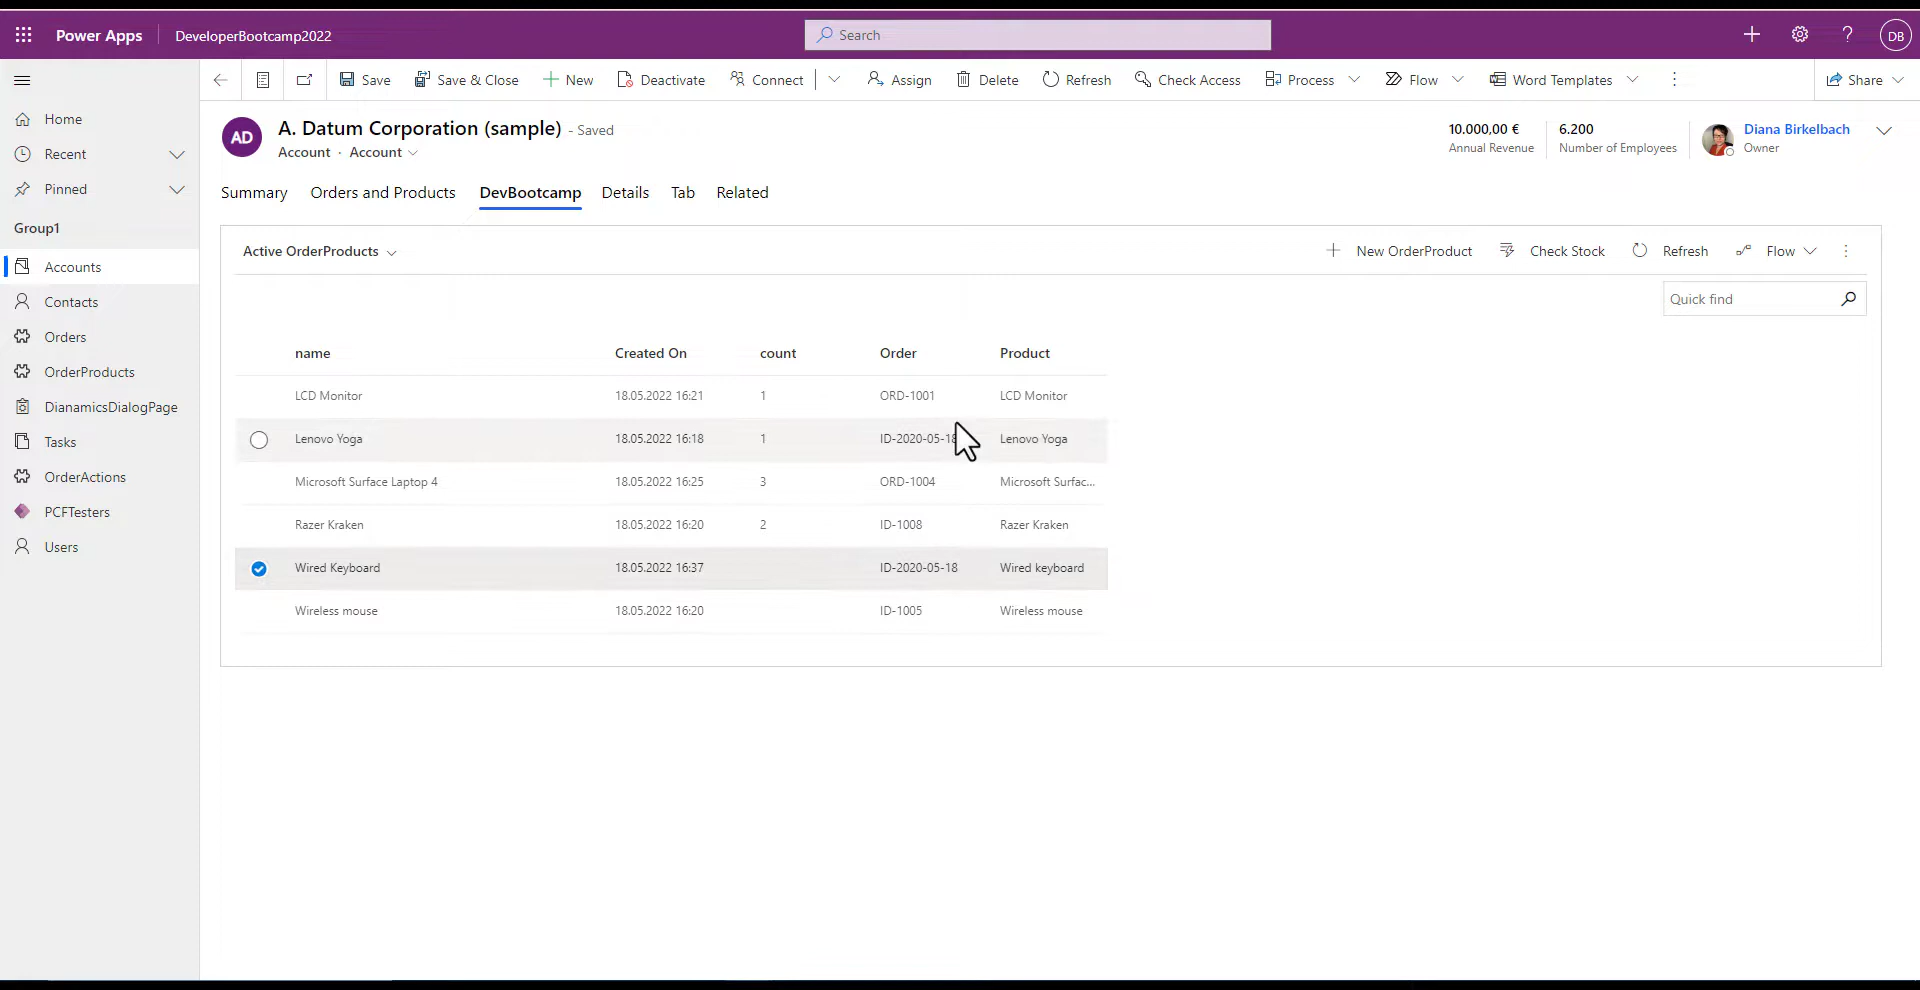 Power Apps DeveloperBootcamp2022 Search DB
Save Save & Close New Deactivate Connect Assign Delete Refresh Check Access Process Flow Word Templates Share
Home
Recent
Pinned
Group1
Accounts
Contacts
Orders
OrderProducts
DianamicsDialogPage
Tasks
OrderActions
PCFTesters
Users
AD
A. Datum Corporation (sample) - Saved
Account · Account
10.000,00 €
Annual Revenue
6.200
Number of Employees
Diana Birkelbach
Owner
Summary Orders and Products DevBootcamp Details Tab Related
Active OrderProducts New OrderProduct Check Stock Refresh Flow
Quick find
name Created On count Order Product
LCD Monitor 18.05.2022 16:21 1 ORD-1001 LCD Monitor
Lenovo Yoga 18.05.2022 16:18 1 ID-2020-05-18 Lenovo Yoga
Microsoft Surface Laptop 4 18.05.2022 16:25 3 ORD-1004 Microsoft Surfac...
Razer Kraken 18.05.2022 16:20 2 ID-1008 Razer Kraken
Wired Keyboard 18.05.2022 16:37 ID-2020-05-18 Wired keyboard
Wireless mouse 18.05.2022 16:20 ID-1005 Wireless mouse